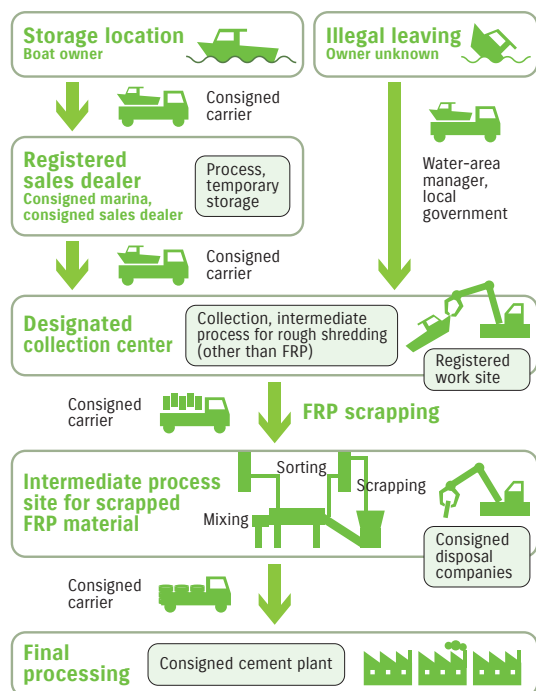 Storage location
Boat owner
Illegal leaving
Owner unknown
Consigned
carrier
Registered
sales dealer
Consigned marina,
consigned sales dealer
Process,
temporary
storage
Water-area
manager,
local
government
Consigned
carrier
Designated
collection center
Collection, intermediate
process for rough shredding
(other than FRP)
Registered
work site
Consigned
carrier
FRP scrapping
Intermediate process
site for scrapped
FRP material
Sorting
Scrapping
Mixing
Consigned
disposal
companies
Consigned
carrier
Final
processing
Consigned cement plant